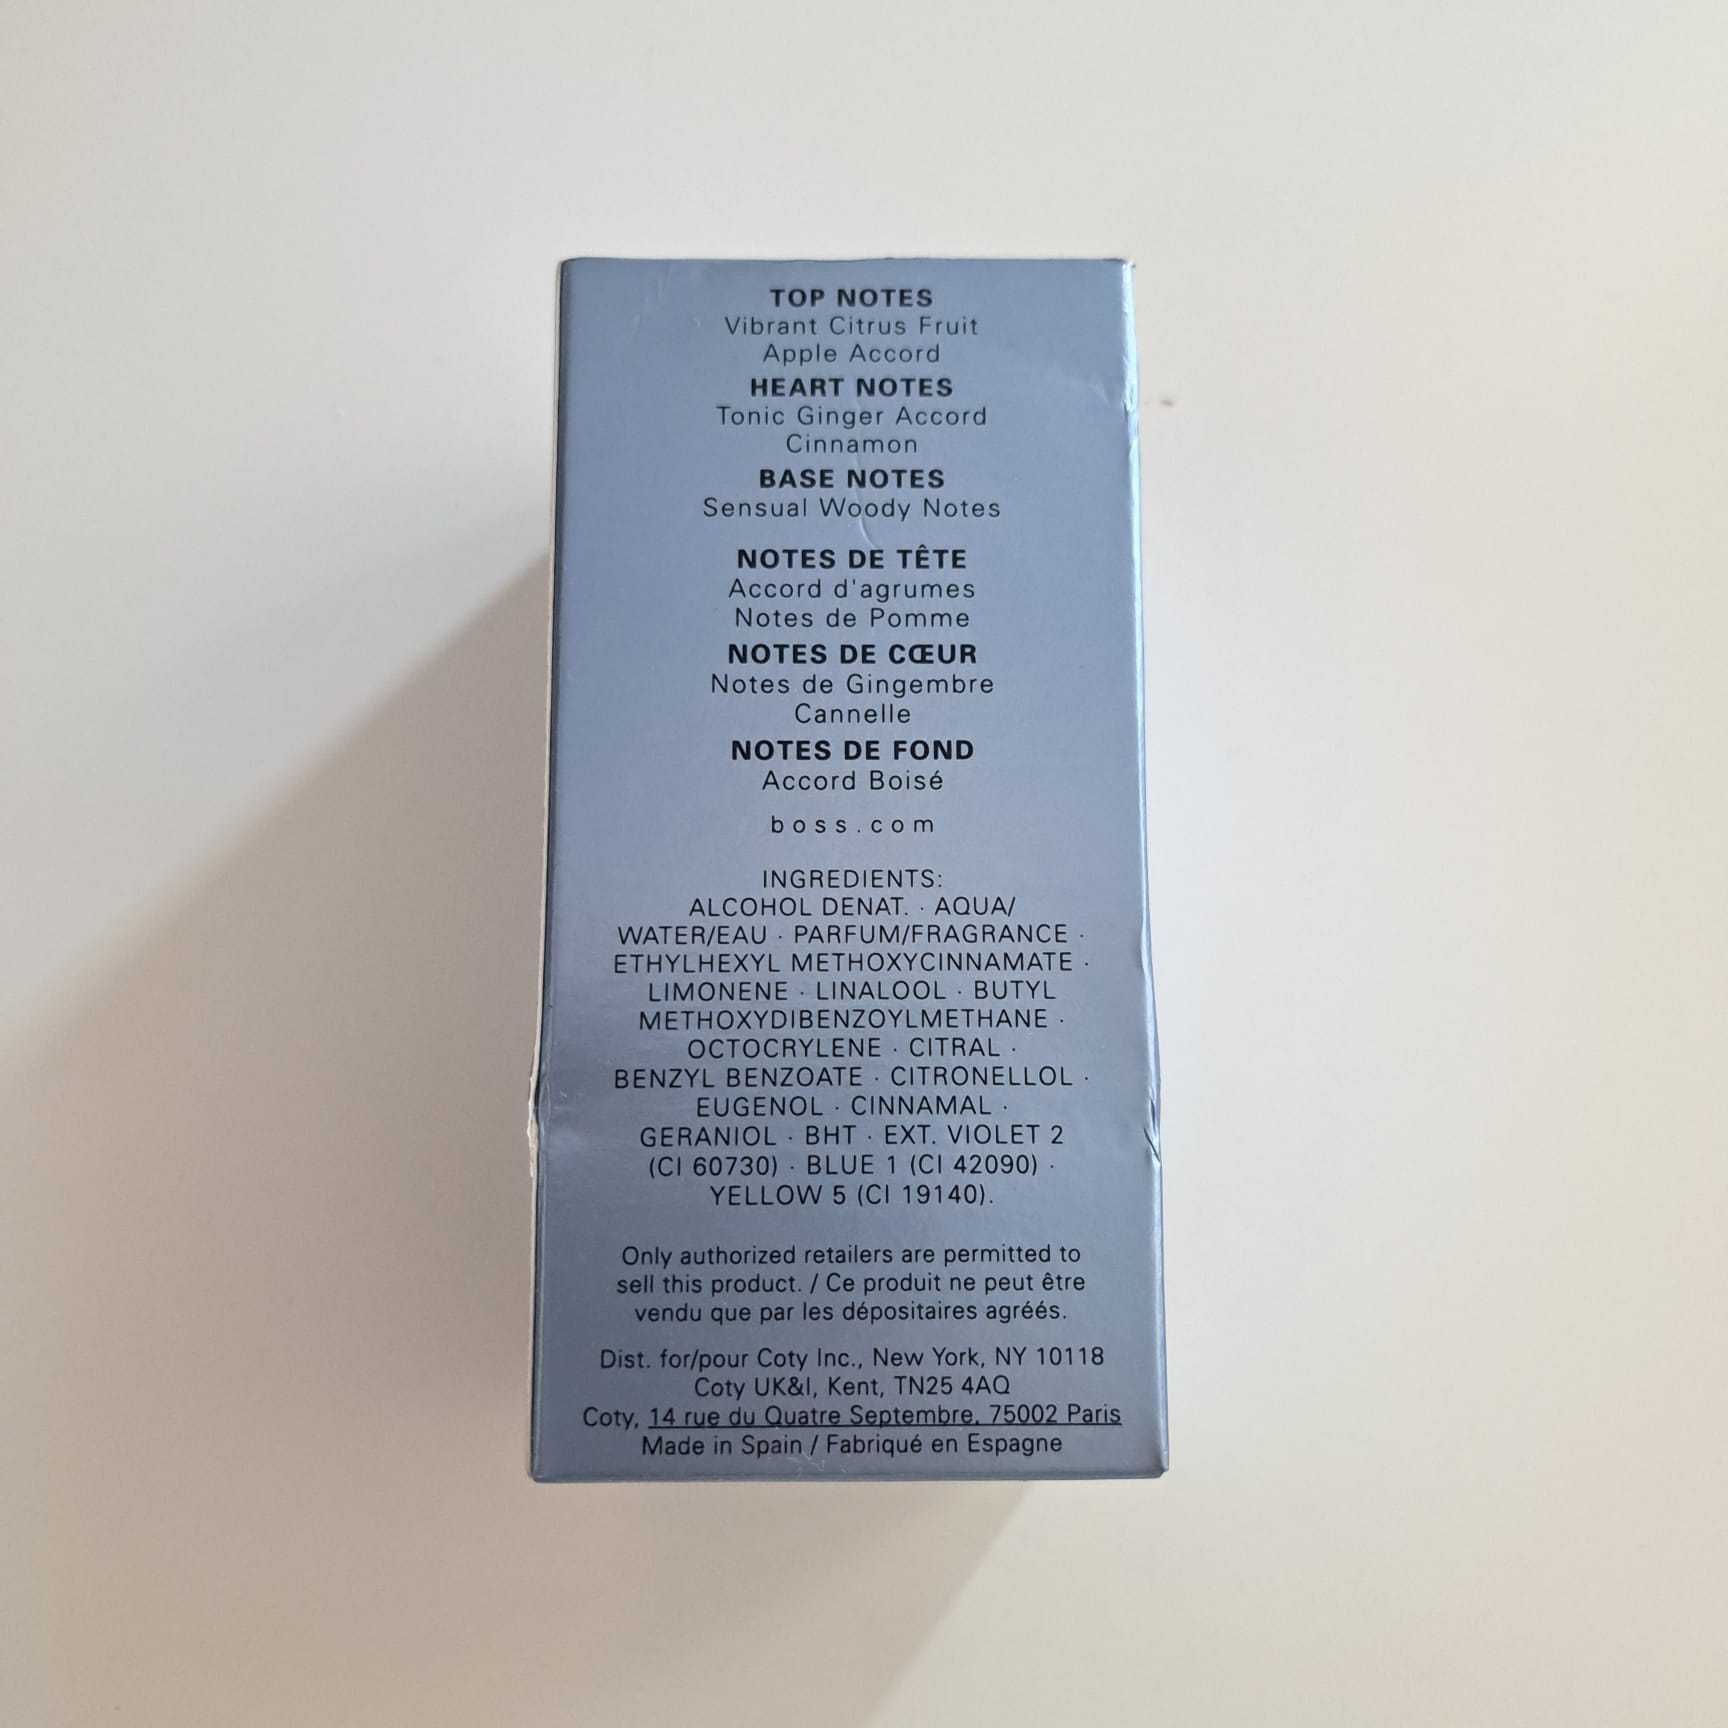 TOP NOTES
Vibrant Citrus Fruit
Apple Accord
HEART NOTES
Tonic Ginger Accord
Cinnamon
BASE NOTES
Sensual Woody Notes
NOTES DE TÊTE
Accord d'agrumes
Notes de Pomme
NOTES DE CŒUR
Notes de Gingembre
Cannelle
NOTES DE FOND
Accord Boisé
boss.com
INGREDIENTS:
ALCOHOL DENAT. · AQUA/
WATER/EAU · PARFUM/FRAGRANCE ·
ETHYLHEXYL METHOXYCINNAMATE ·
LIMONENE · LINALOOL · BUTYL
METHOXYDIBENZOYLMETHANE ·
OCTOCRYLENE · CITRAL ·
BENZYL BENZOATE · CITRONELLOL ·
EUGENOL · CINNAMAL ·
GERANIOL · BHT · EXT. VIOLET 2
(CI 60730) · BLUE 1 (CI 42090) ·
YELLOW 5 (CI 19140).
Only authorized retailers are permitted to
sell this product. / Ce produit ne peut être
vendu que par les dépositaires agréés.
Dist. for/pour Coty Inc., New York, NY 10118
Coty UK&I, Kent, TN25 4AQ
Coty, 14 rue du Quatre Septembre, 75002 Paris
Made in Spain / Fabriqué en Espagne